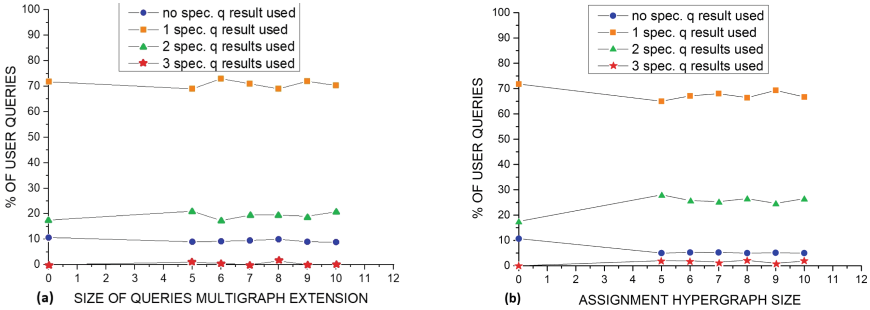 no spec. q result used
1 spec. q result used
2 spec. q results used
3 spec. q results used
% OF USER QUERIES
100
90
80
70
60
50
40
30
20
10
0
0 1 2 3 4 5 6 7 8 9 10 11 12
(a) SIZE OF QUERIES MULTIGRAPH EXTENSION
no spec. q result used
1 spec. q result used
2 spec. q results used
3 spec. q results used
% OF USER QUERIES
100
90
80
70
60
50
40
30
20
10
0
0 1 2 3 4 5 6 7 8 9 10 11 12
(b) ASSIGNMENT HYPERGRAPH SIZE